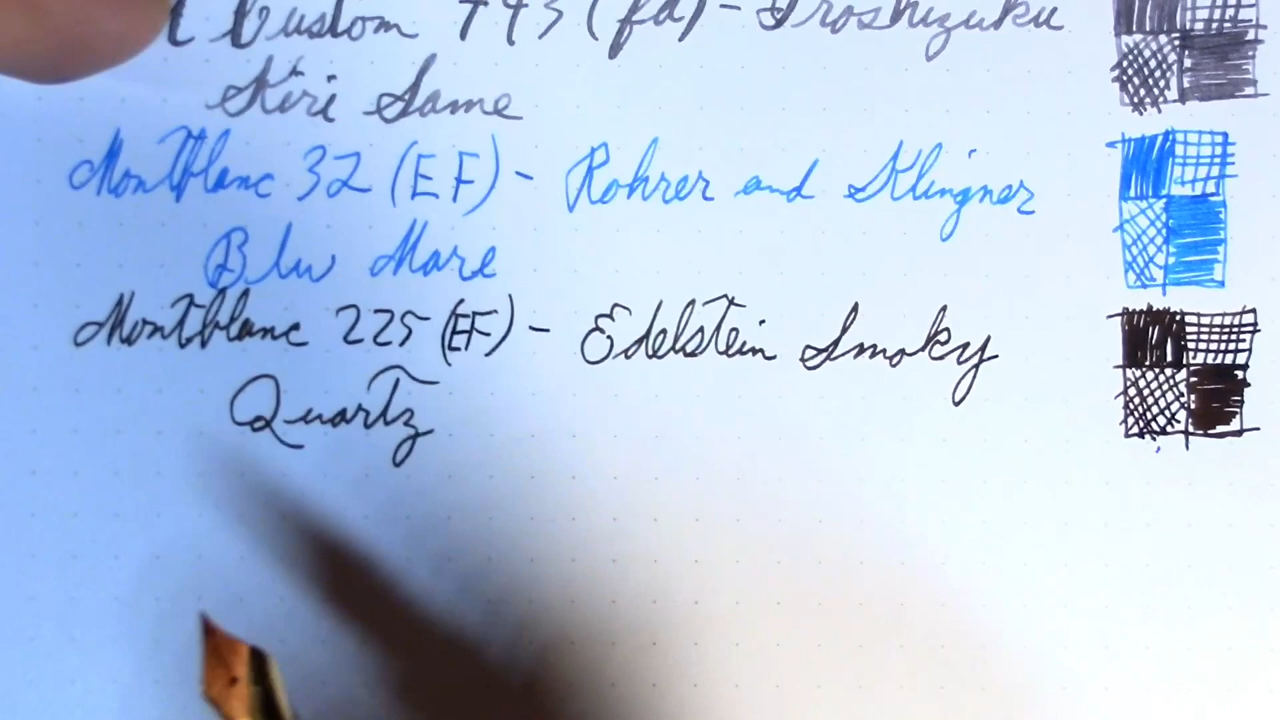 Custom 743 (fa) - Iroshizuku
Kiri Same
Montblanc 32 (EF) - Rohrer and Klingner
Blu Mare
Montblanc 225 (EF) - Edelstein Smoky
Quartz